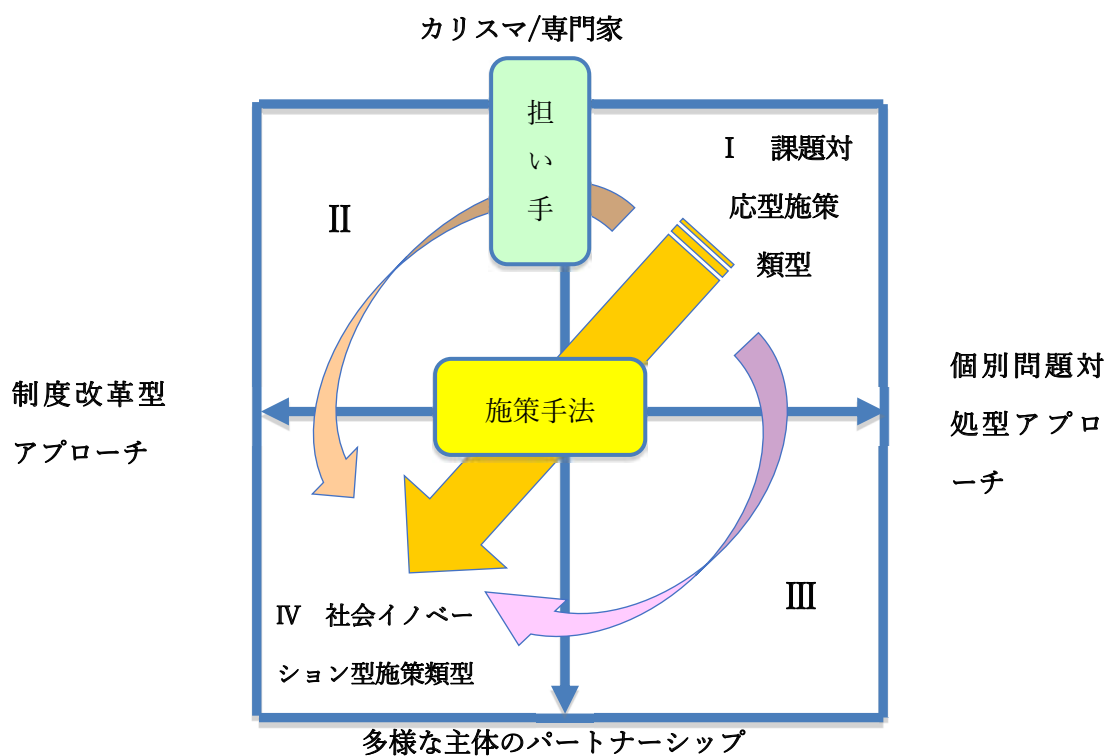 カリスマ/専門家
担
い
手
Ⅰ 課題対
応型施策
類型
Ⅱ
制度改革型
アプローチ
施策手法
個別問題対
処型アプロ
ーチ
Ⅲ
Ⅳ 社会イノベー
ション型施策類型
多様な主体のパートナーシップ